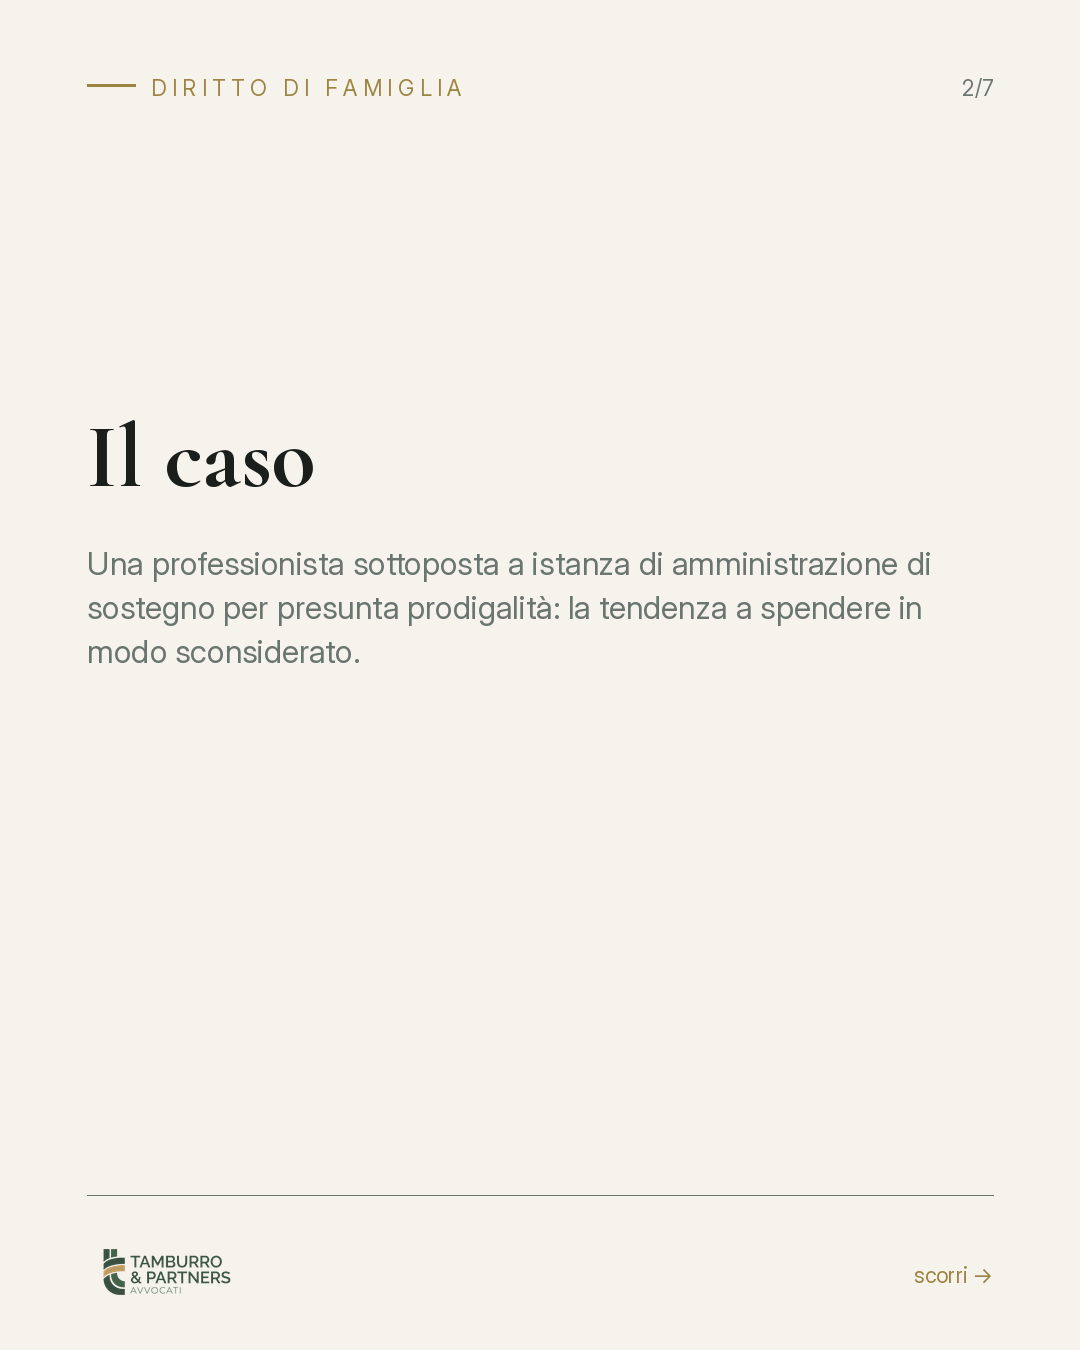 DIRITTO DI FAMIGLIA
2/7
Il caso
Una professionista sottoposta a istanza di amministrazione di
sostegno per presunta prodigalità: la tendenza a spendere in
modo sconsiderato.
TAMBURRO
& PARTNERS
AVVOCATI
scorri →